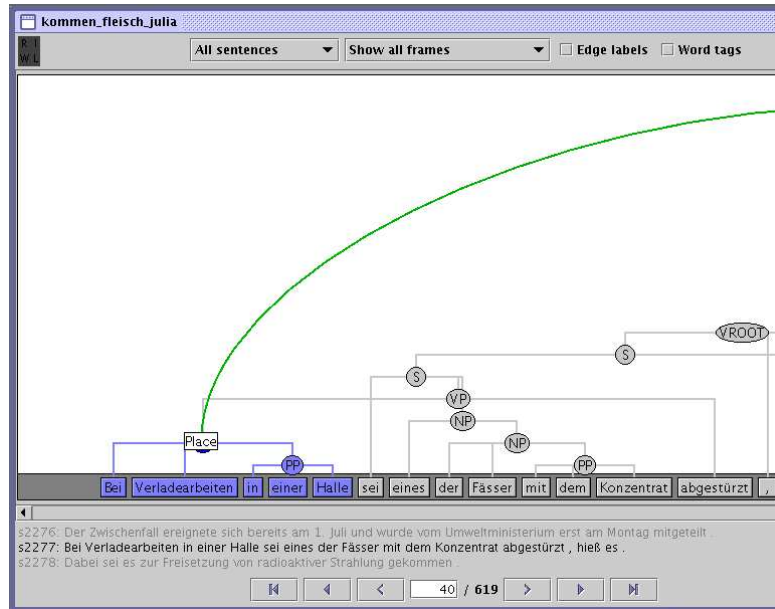 kommen_fleisch_julia
R I
W L
All sentences Show all frames Edge labels Word tags
VROOT
S
S
VP
NP
Place
NP
PP
PP
Bei Verladearbeiten in einer Halle sei eines der Fässer mit dem Konzentrat abgestürzt ,
s2276: Der Zwischenfall ereignete sich bereits am 1. Juli und wurde vom Umweltministerium erst am Montag mitgeteilt .
s2277: Bei Verladearbeiten in einer Halle sei eines der Fässer mit dem Konzentrat abgestürzt , hieß es .
s2278: Dabei sei es zur Freisetzung von radioaktiver Strahlung gekommen .
40 / 619